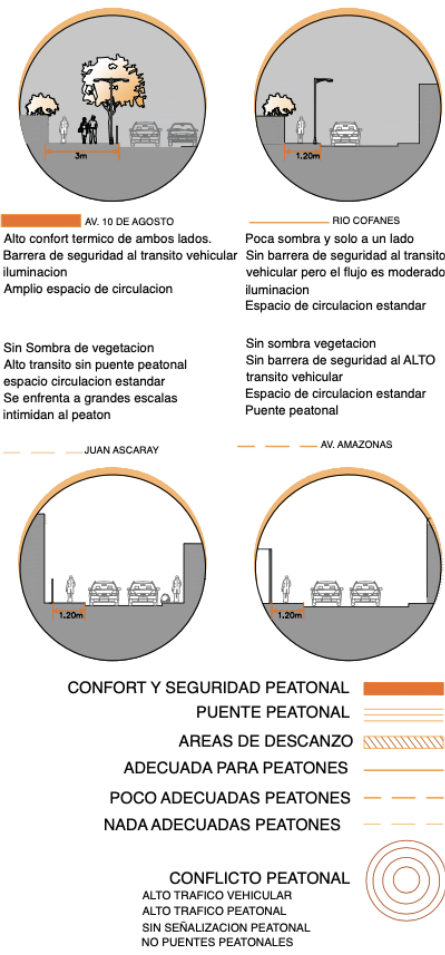 3m
1.20m
AV. 10 DE AGOSTO
Alto confort termico de ambos lados.
Barrera de seguridad al transito vehicular
iluminacion
Amplio espacio de circulacion
RIO COFANES
Poca sombra y solo a un lado
Sin barrera de seguridad al transito
vehicular pero el flujo es moderado
iluminacion
Espacio de circulacion estandar
Sin Sombra de vegetacion
Alto transito sin puente peatonal
espacio circulacion estandar
Se enfrenta a grandes escalas
intimidan al peaton
JUAN ASCARAY
Sin sombra vegetacion
Sin barrera de seguridad al ALTO
transito vehicular
Espacio de circulacion estandar
Puente peatonal
AV. AMAZONAS
1.20m
1.20m
CONFORT Y SEGURIDAD PEATONAL
PUENTE PEATONAL
AREAS DE DESCANZO
ADECUADA PARA PEATONES
POCO ADECUADAS PEATONES
NADA ADECUADAS PEATONES
CONFLICTO PEATONAL
ALTO TRAFICO VEHICULAR
ALTO TRAFICO PEATONAL
SIN SEÑALIZACION PEATONAL
NO PUENTES PEATONALES